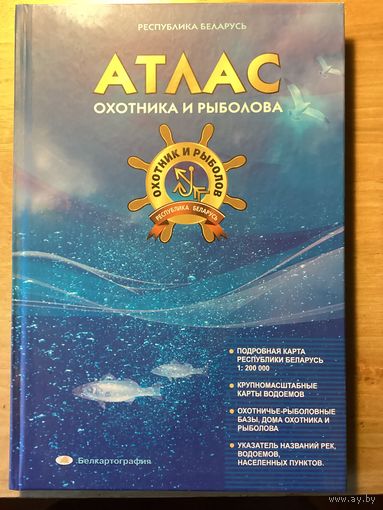 РЕСПУБЛИКА БЕЛАРУСЬ
АТЛАС
ОХОТНИКА И РЫБОЛОВА
ОХОТНИК И РЫБОЛОВ
РЕСПУБЛИКА БЕЛАРУСЬ
ПОДРОБНАЯ КАРТА
РЕСПУБЛИКИ БЕЛАРУСЬ
1: 200 000
КРУПНОМАСШТАБНЫЕ
КАРТЫ ВОДОЕМОВ
ОХОТНИЧЬЕ-РЫБОЛОВНЫЕ
БАЗЫ, ДОМА ОХОТНИКА И
РЫБОЛОВА
УКАЗАТЕЛЬ НАЗВАНИЙ РЕК,
ВОДОЕМОВ,
НАСЕЛЕННЫХ ПУНКТОВ.
Белкартография
www.ay.by